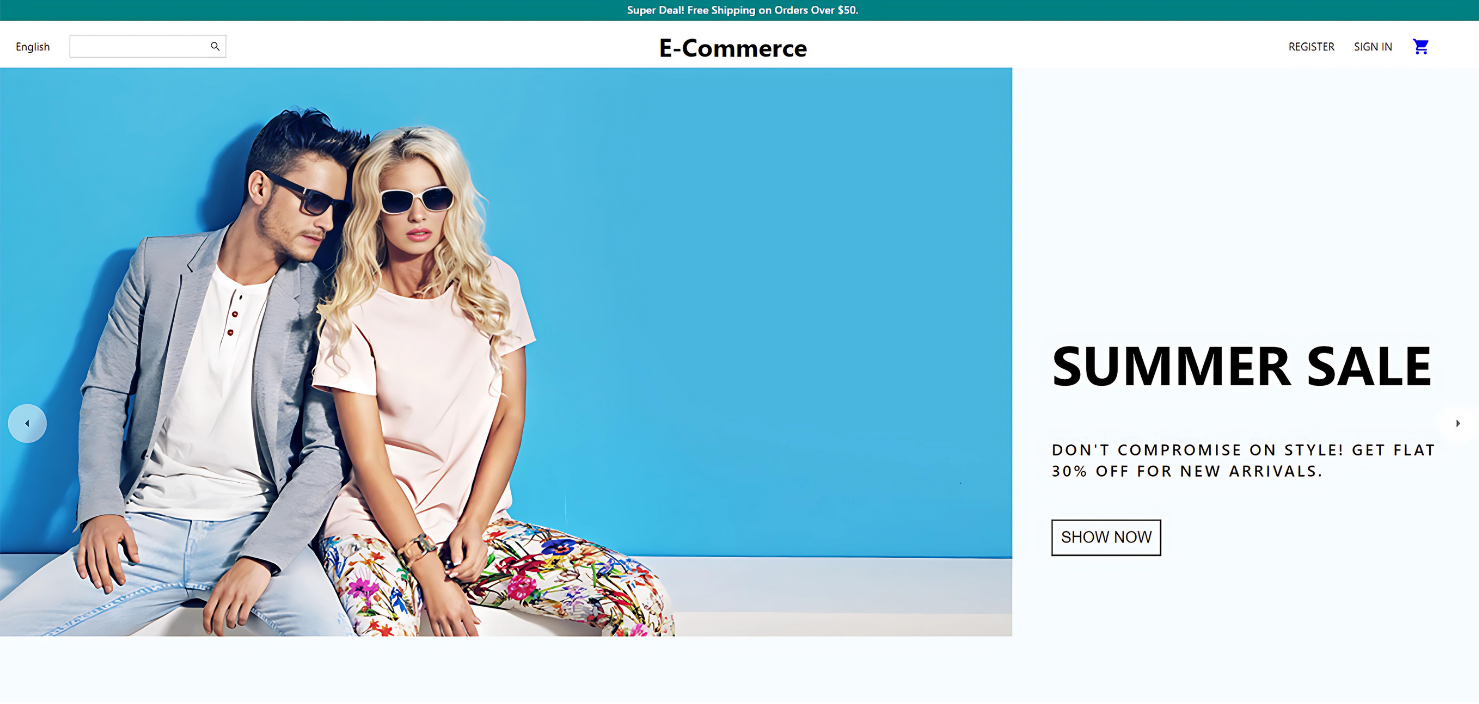 Super Deal! Free Shipping on Orders Over $50.
English
E-Commerce
REGISTER
SIGN IN
SUMMER SALE
DON'T COMPROMISE ON STYLE! GET FLAT
30% OFF FOR NEW ARRIVALS.
SHOW NOW